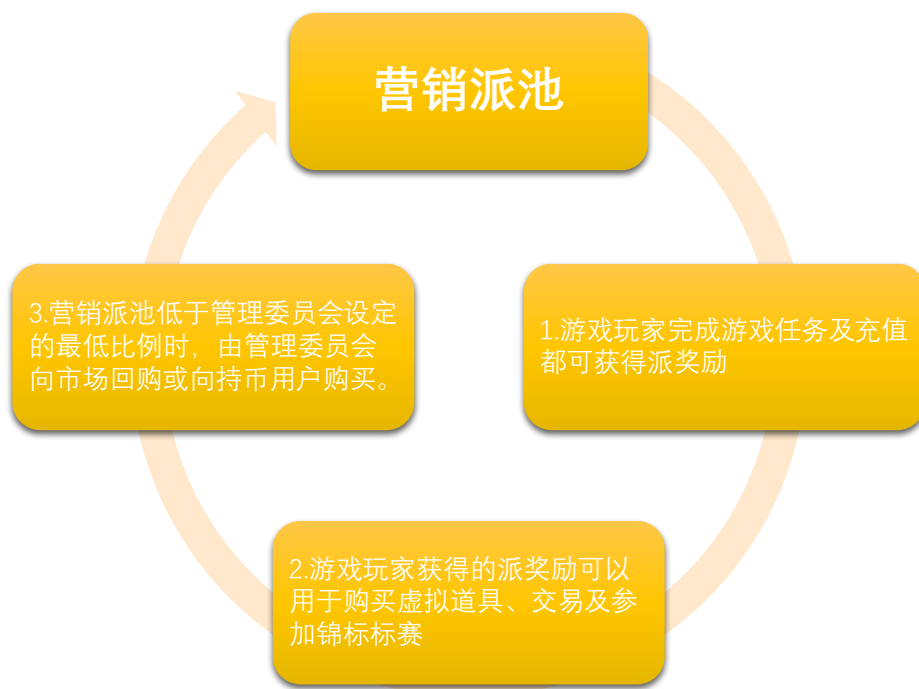 营销派池
1.游戏玩家完成游戏任务及充值
都可获得派奖励
2.游戏玩家获得的派奖励可以
用于购买虚拟道具、交易及参
加锦标标赛
3.营销派池低于管理委员会设定
的最低比例时，由管理委员会
向市场回购或向持币用户购买。